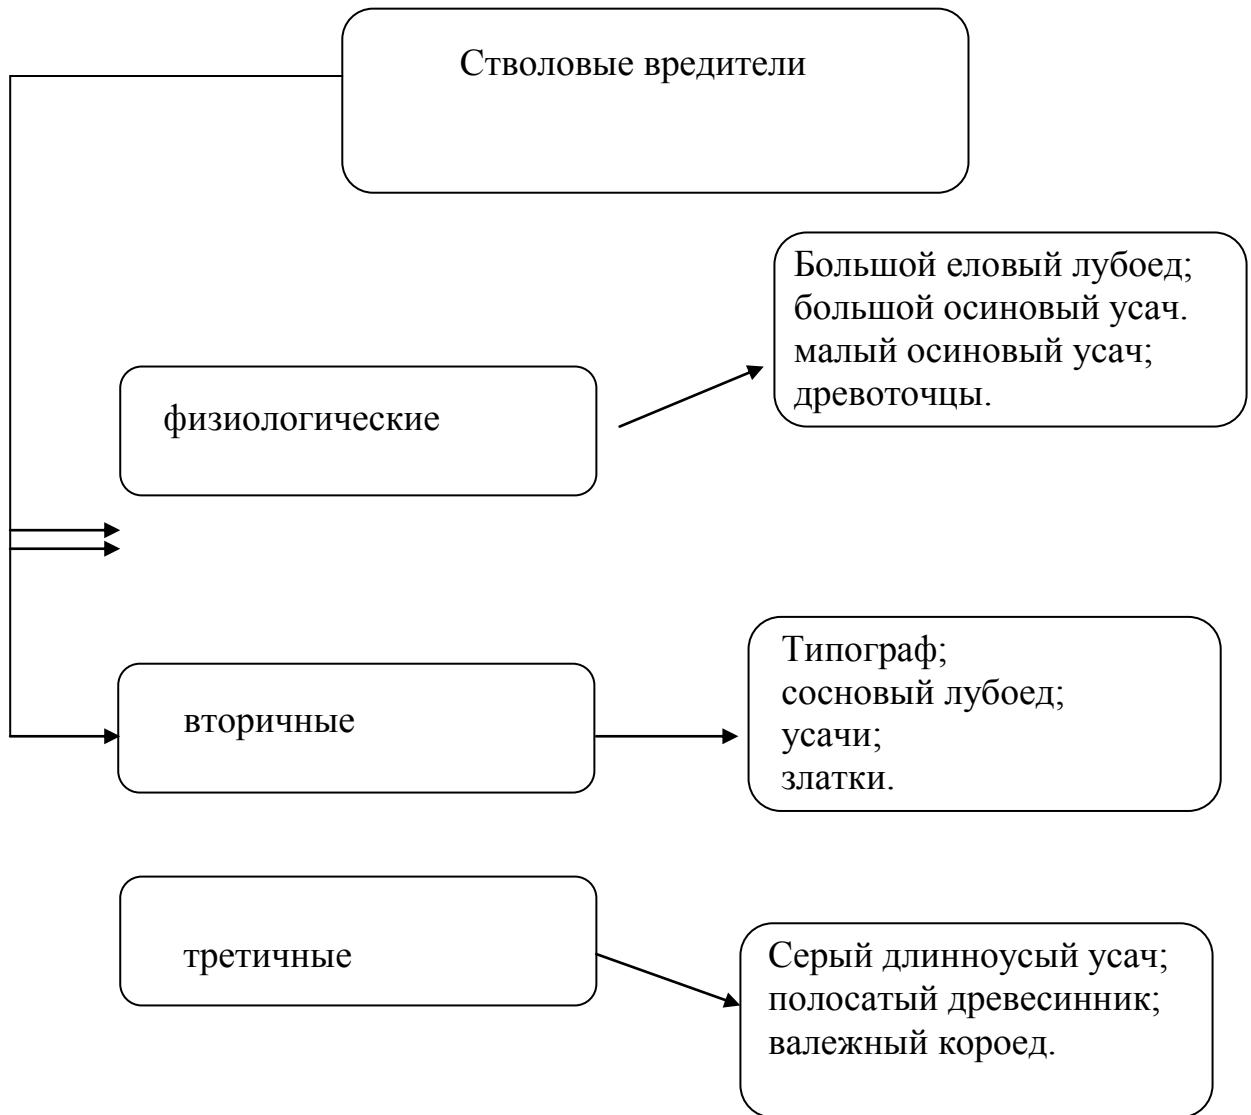 Стволовые вредители
Большой еловый лубоед;
большой осиновый усач.
малый осиновый усач;
древоточцы.
физиологические
Типограф;
сосновый лубоед;
усачи;
златки.
вторичные
третичные
Серый длинноусый усач;
полосатый древесинник;
валежный короед.